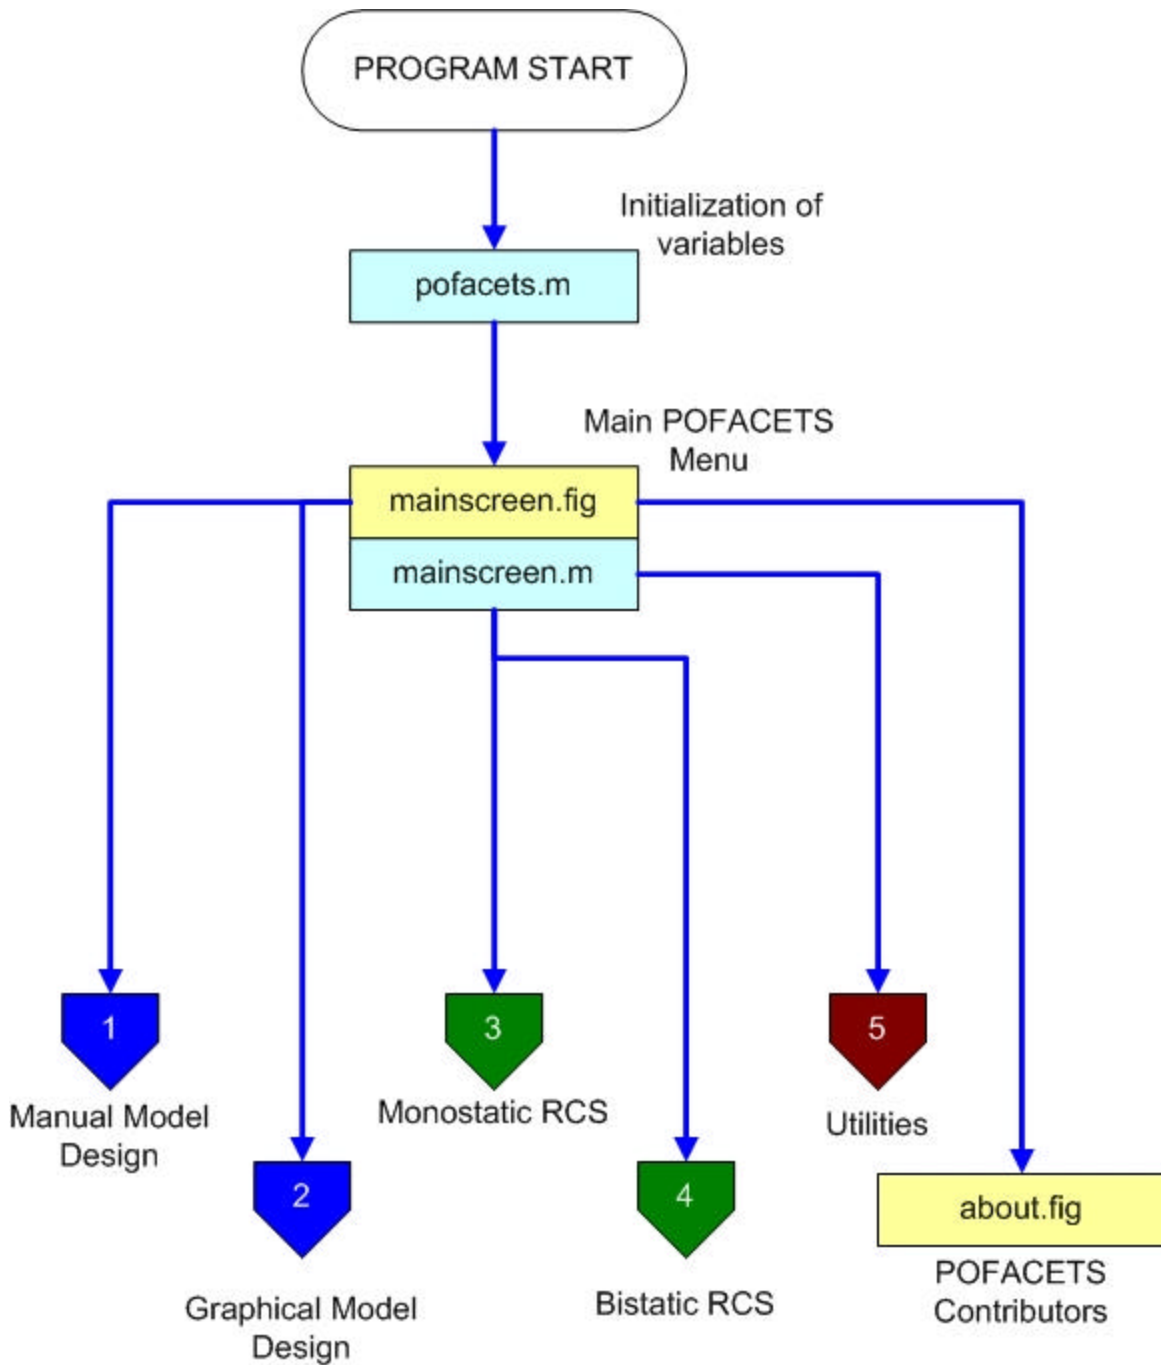 PROGRAM START
Initialization of
variables
pofacets.m
Main POFACETS
Menu
mainscreen.fig
mainscreen.m
1
Manual Model
Design
2
Graphical Model
Design
3
Monostatic RCS
4
Bistatic RCS
5
Utilities
about.fig
POFACETS
Contributors